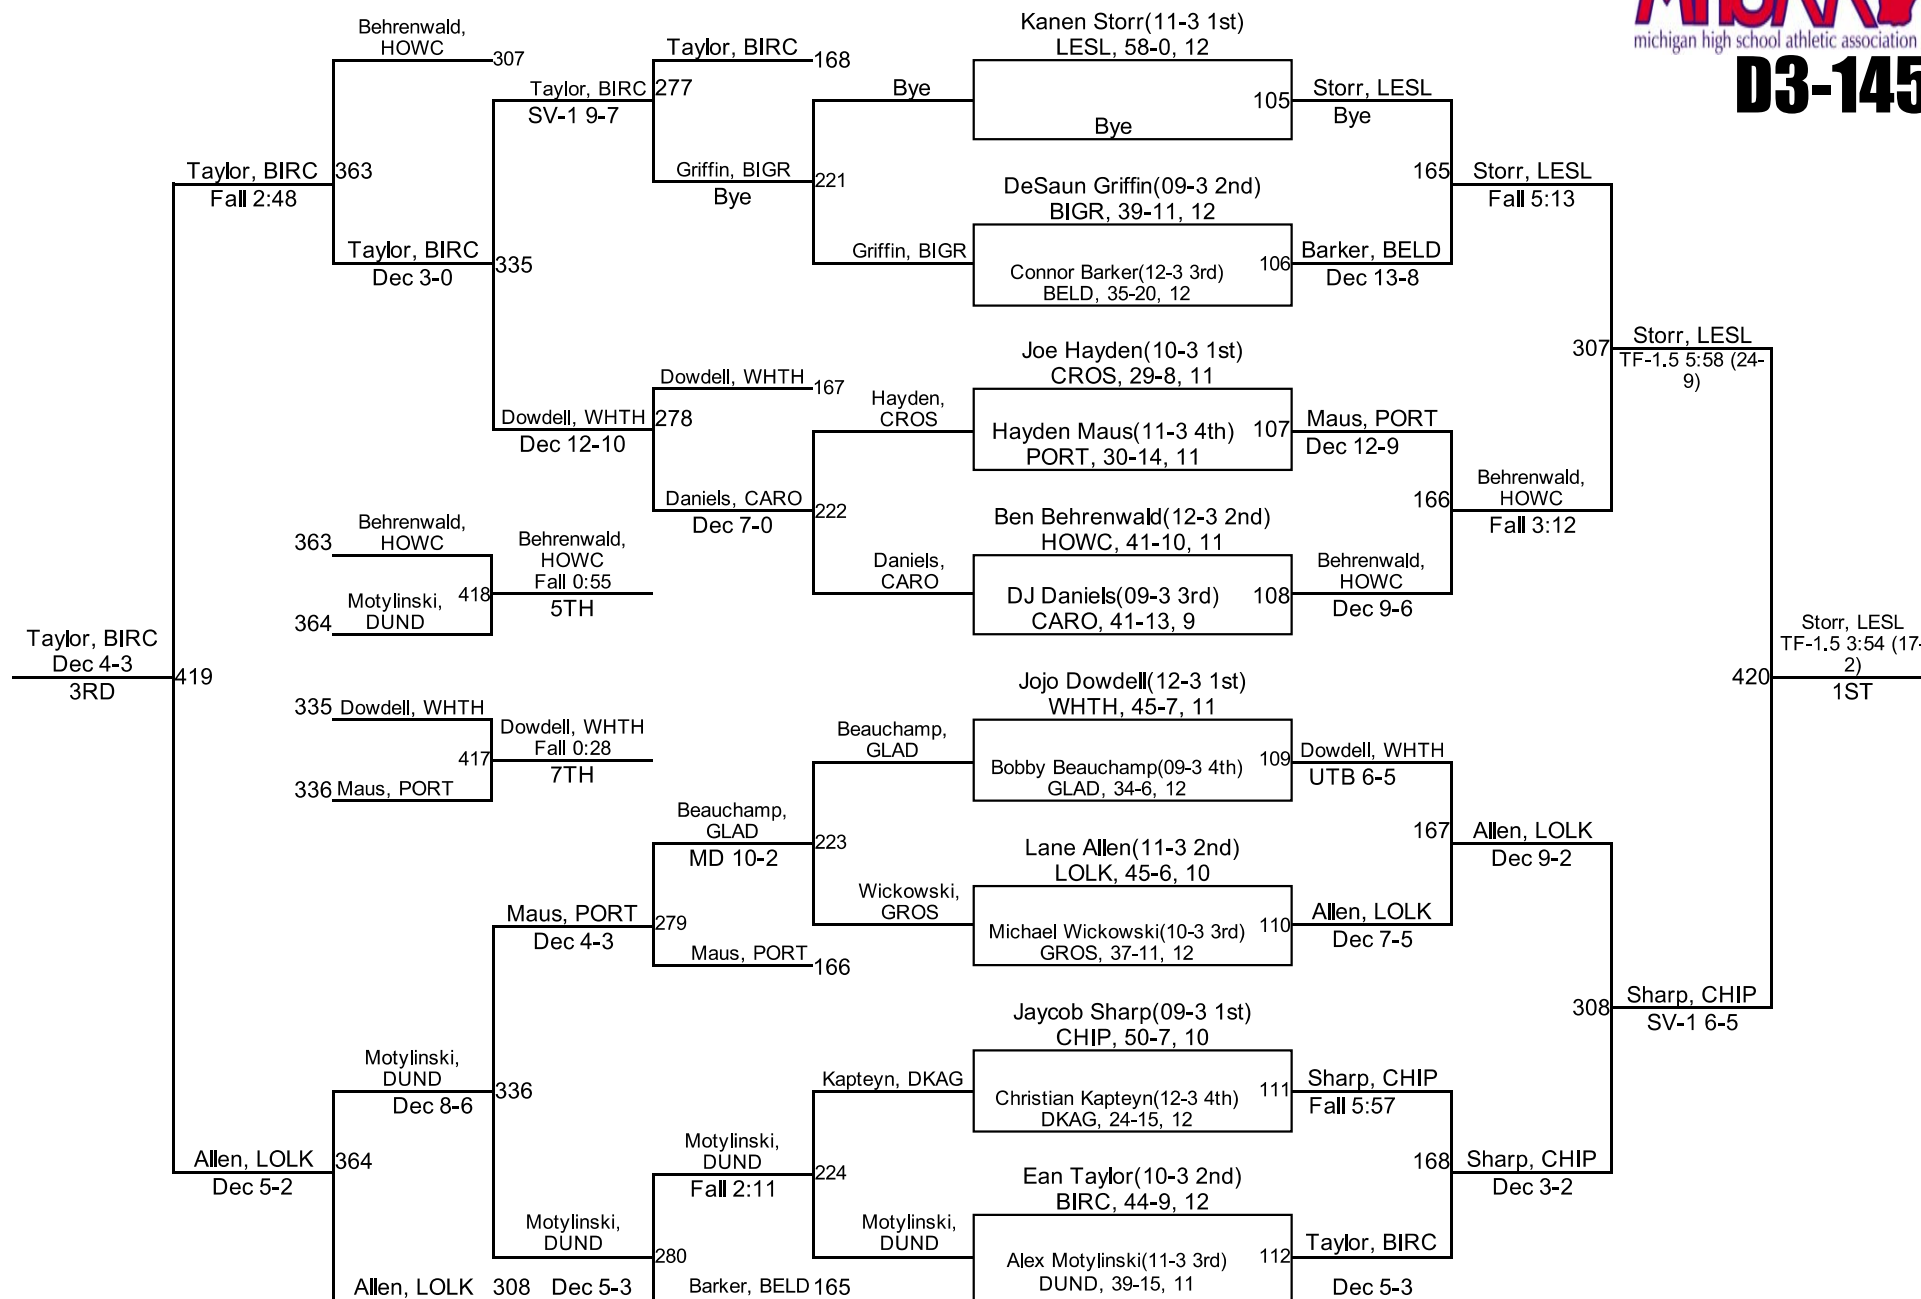 MHSAA
michigan high school athletic association
D3-145
Behrenwald,
HOWC
307
Taylor, BIRC
168
Taylor, BIRC
SV-1 9-7
277
Griffin, BIGR
Bye
221
Bye
Griffin, BIGR
Taylor, BIRC
Fall 2:48
363
Taylor, BIRC
Dec 3-0
335
Dowdell, WHTH
167
Dowdell, WHTH
Dec 12-10
278
Daniels, CARO
Dec 7-0
222
Hayden,
CROS
Daniels,
CARO
363
Behrenwald,
HOWC
364
Motylinski,
DUND
418
Behrenwald,
HOWC
Fall 0:55
5TH
Taylor, BIRC
Dec 4-3
3RD
419
335 Dowdell, WHTH
336 Maus, PORT
417
Dowdell, WHTH
Fall 0:28
7TH
Beauchamp,
GLAD
Beauchamp,
GLAD
MD 10-2
223
Wickowski,
GROS
Maus, PORT
Dec 4-3
279
Maus, PORT
166
Motylinski,
DUND
Dec 8-6
336
Kapteyn, DKAG
Motylinski,
DUND
Fall 2:11
224
Motylinski,
DUND
Allen, LOLK
Dec 5-2
364
Motylinski,
DUND
Dec 5-3
280
Allen, LOLK 308
Barker, BELD 165
Kanen Storr(11-3 1st)
LESL, 58-0, 12
Bye
105
Storr, LESL
Bye
DeSaun Griffin(09-3 2nd)
BIGR, 39-11, 12
Connor Barker(12-3 3rd)
BELD, 35-20, 12
106
Barker, BELD
Dec 13-8
165
Storr, LESL
Fall 5:13
Joe Hayden(10-3 1st)
CROS, 29-8, 11
Hayden Maus(11-3 4th)
PORT, 30-14, 11
107
Maus, PORT
Dec 12-9
Ben Behrenwald(12-3 2nd)
HOWC, 41-10, 11
DJ Daniels(09-3 3rd)
CARO, 41-13, 9
108
Behrenwald,
HOWC
Dec 9-6
166
Behrenwald,
HOWC
Fall 3:12
307
Storr, LESL
TF-1.5 5:58 (24-
9)
Jojo Dowdell(12-3 1st)
WHTH, 45-7, 11
Bobby Beauchamp(09-3 4th)
GLAD, 34-6, 12
109
Dowdell, WHTH
UTB 6-5
Lane Allen(11-3 2nd)
LOLK, 45-6, 10
Michael Wickowski(10-3 3rd)
GROS, 37-11, 12
110
Allen, LOLK
Dec 7-5
167
Allen, LOLK
Dec 9-2
Jaycob Sharp(09-3 1st)
CHIP, 50-7, 10
Christian Kapteyn(12-3 4th)
DKAG, 24-15, 12
111
Sharp, CHIP
Fall 5:57
Ean Taylor(10-3 2nd)
BIRC, 44-9, 12
Alex Motylinski(11-3 3rd)
DUND, 39-15, 11
112
Taylor, BIRC
Dec 5-3
168
Sharp, CHIP
Dec 3-2
308
Sharp, CHIP
SV-1 6-5
420
Storr, LESL
TF-1.5 3:54 (17-
2)
1ST